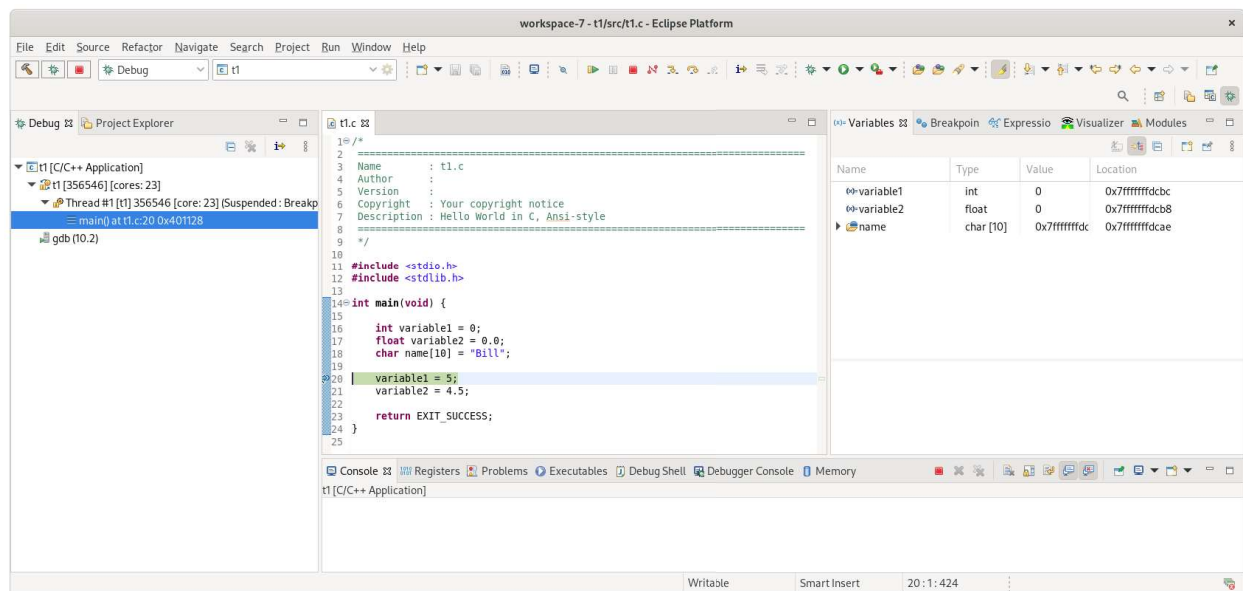 workspace-7 - t1/src/t1.c - Eclipse Platform
File Edit Source Refactor Navigate Search Project Run Window Help
Debug t1
Debug Project Explorer
t1 [C/C++ Application]
t1 [356546] [cores: 23]
Thread #1 [t1] 356546 [core: 23] (Suspended : Breakp
main() at t1.c:20 0x401128
gdb (10.2)
t1.c
1 /*
2 ============================================================================
3 Name : t1.c
4 Author :
5 Version :
6 Copyright : Your copyright notice
7 Description : Hello World in C, Ansi-style
8 ============================================================================
9 */
10
11 #include <stdio.h>
12 #include <stdlib.h>
13
14 int main(void) {
15
16 int variable1 = 0;
17 float variable2 = 0.0;
18 char name[10] = "Bill";
19
20 variable1 = 5;
21 variable2 = 4.5;
22
23 return EXIT_SUCCESS;
24 }
25
Variables Breakpoin Expressio Visualizer Modules
Name Type Value Location
variable1 int 0 0x7fffffffdcbc
variable2 float 0 0x7fffffffdcb8
name char [10] 0x7fffffffdc 0x7fffffffdcae
Console Registers Problems Executables Debug Shell Debugger Console Memory
t1 [C/C++ Application]
Writable Smart Insert 20 : 1 : 424